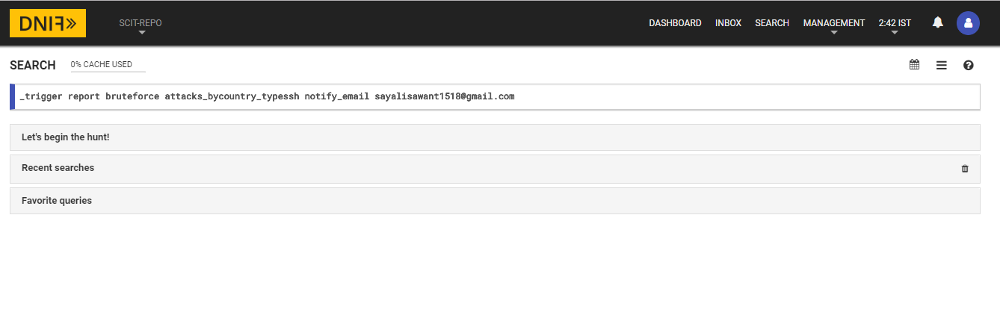 DNIF
SCIT-REPO
DASHBOARD INBOX SEARCH MANAGEMENT 2:42 IST
SEARCH 0% CACHE USED
_trigger report bruteforce attacks_bycountry_typessh notify_email sayalisawant1518@gmail.com
Let's begin the hunt!
Recent searches
Favorite queries